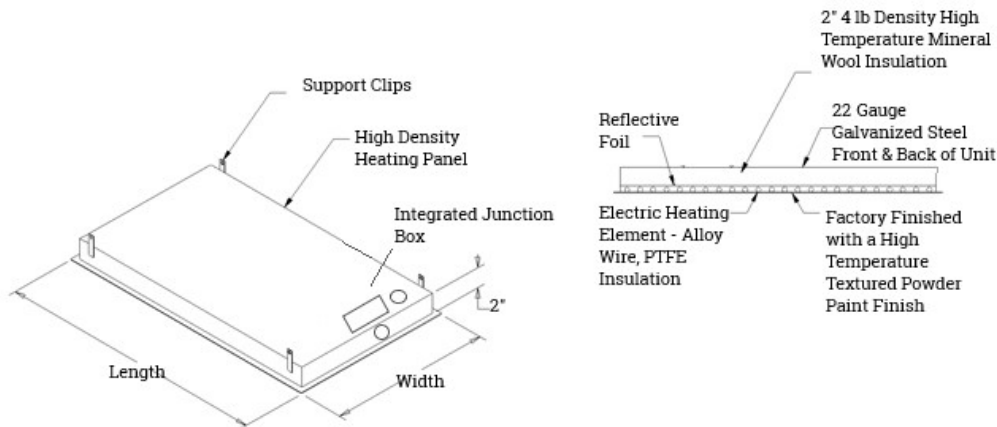 Support Clips
High Density
Heating Panel
Integrated Junction
Box
2"
Length
Width
2" 4 lb Density High
Temperature Mineral
Wool Insulation
Reflective
Foil
22 Gauge
Galvanized Steel
Front & Back of Unit
Electric Heating
Element - Alloy
Wire, PTFE
Insulation
Factory Finished
with a High
Temperature
Textured Powder
Paint Finish